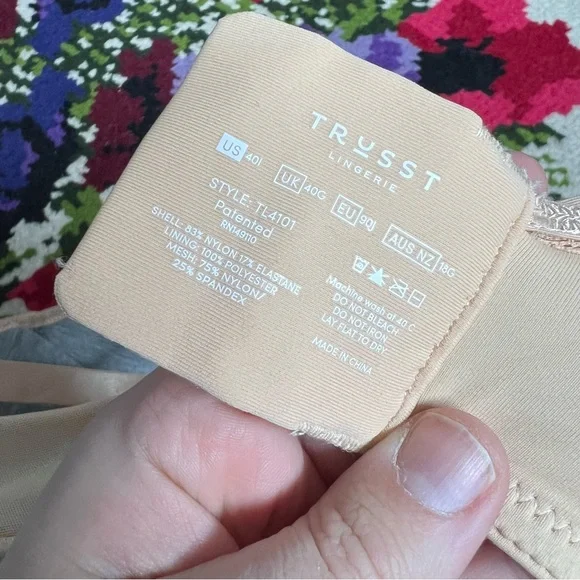 TRUSST
LINGERIE
US 40I UK 40G EU 90J AUS NZ 18G
STYLE: TL4101
Patented
RN149110
SHELL: 83% NYLON 17% ELASTANE
LINING: 100% POLYESTER
MESH: 75% NYLON/
25% SPANDEX
Machine wash at 40 C
DO NOT BLEACH
DO NOT IRON
LAY FLAT TO DRY
MADE IN CHINA